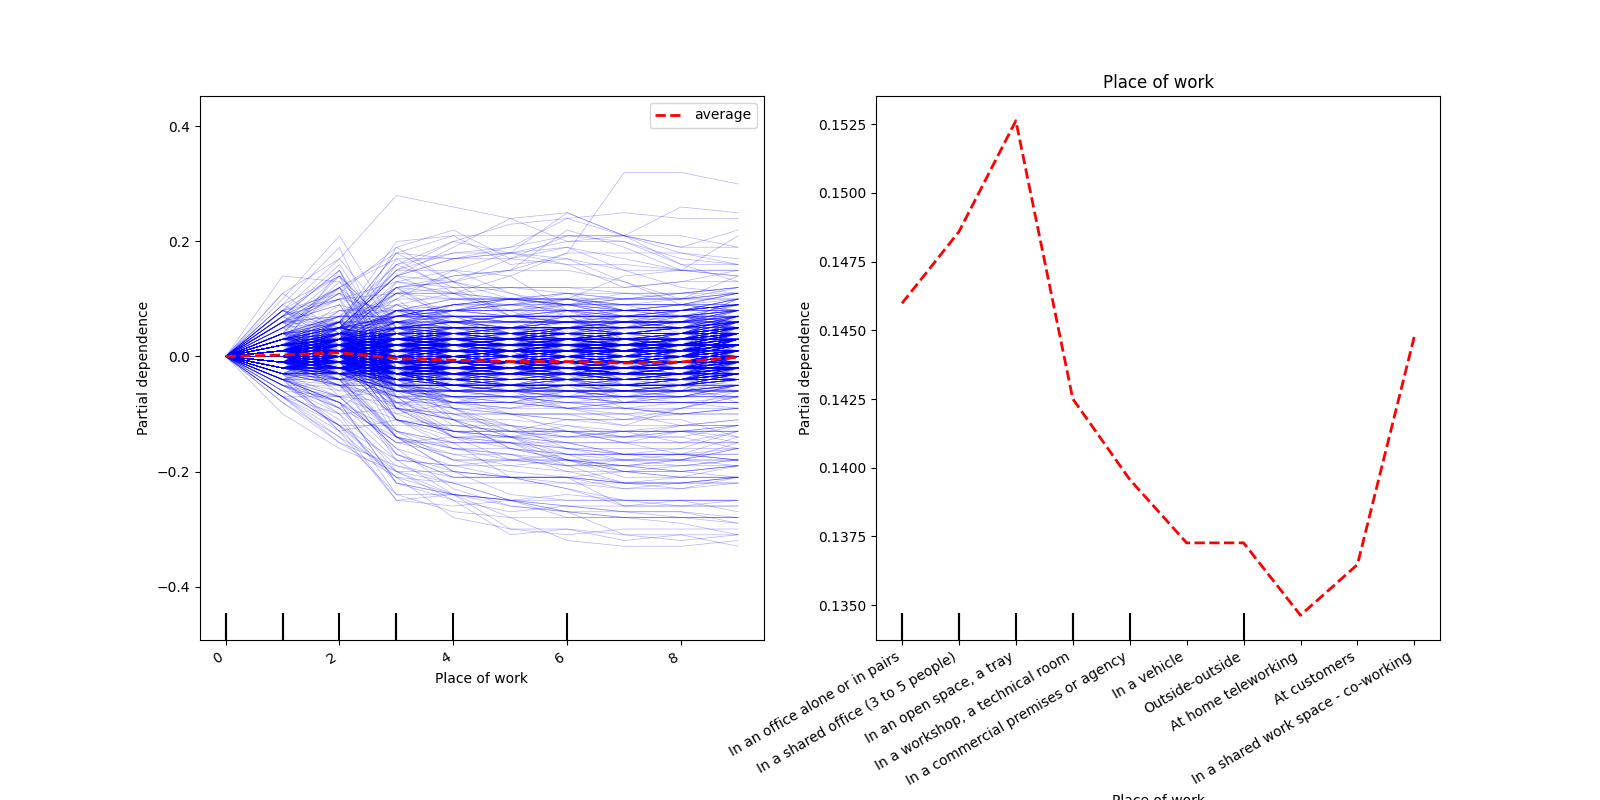 Place of work
average
0.4
0.2
0.0
−0.2
−0.4
Partial dependence
0
2
4
6
8
Place of work
0.1525
0.1500
0.1475
0.1450
0.1425
0.1400
0.1375
0.1350
Partial dependence
In an office alone or in pairs
In a shared office (3 to 5 people)
In an open space, a tray
In a workshop, a technical room
In a commercial premises or agency
In a vehicle
Outside-outside
At home teleworking
At customers
In a shared work space - co-working
Place of work